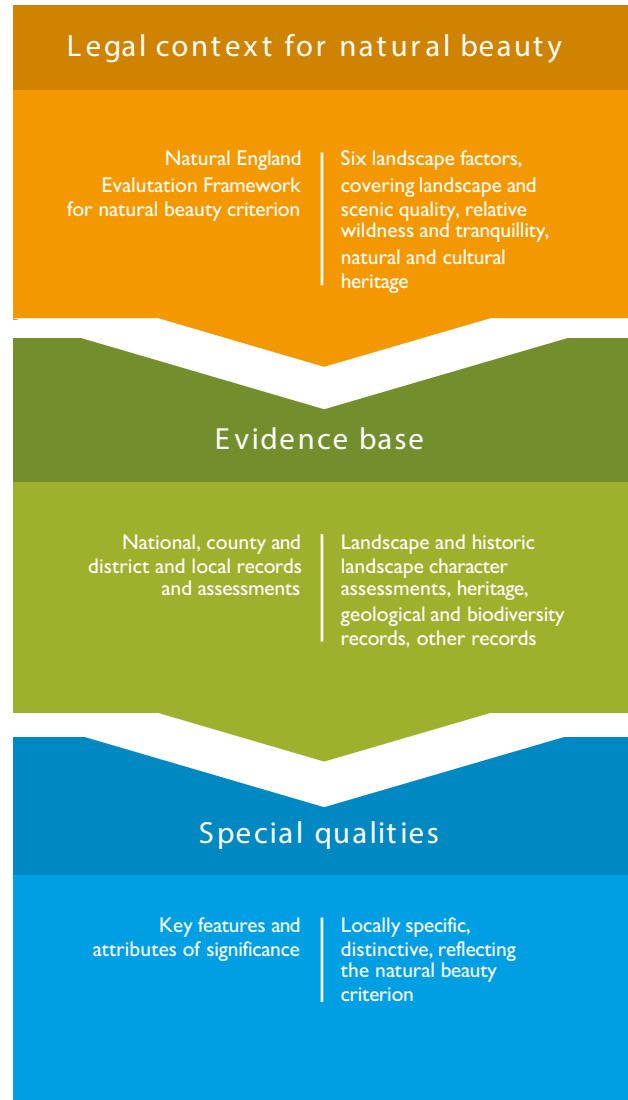 Legal context for natural beauty
Natural England
Evalutation Framework
for natural beauty criterion
Six landscape factors,
covering landscape and
scenic quality, relative
wildness and tranquillity,
natural and cultural
heritage
Evidence base
National, county and
district and local records
and assessments
Landscape and historic
landscape character
assessments, heritage,
geological and biodiversity
records, other records
Special qualities
Key features and
attributes of significance
Locally specific,
distinctive, reflecting
the natural beauty
criterion